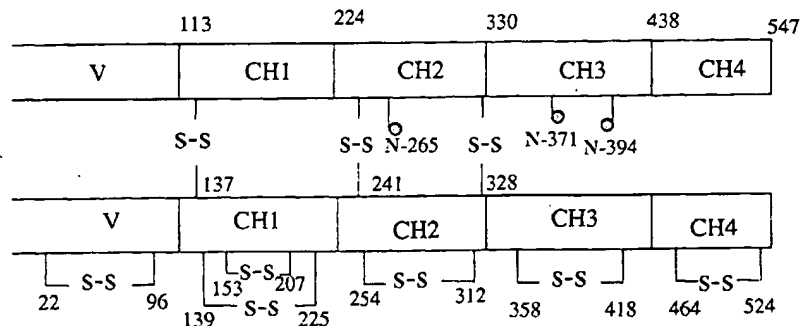 113 224 330 438 547
V CH1 CH2 CH3 CH4
S-S S-S N-265 S-S N-371 N-394
137 241 328
V CH1 CH2 CH3 CH4
S-S S-S S-S S-S S-S
22 96 153 207 254 312 358 418 464 524
S-S
139 225